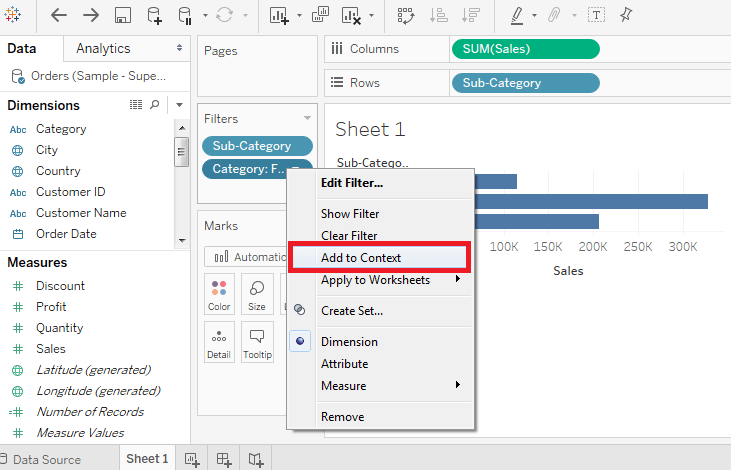 Data
Analytics
Orders (Sample - Supe...
Dimensions
Abc Category
City
Country
Abc Customer ID
Abc Customer Name
Order Date
Measures
# Discount
# Profit
# Quantity
# Sales
Latitude (generated)
Longitude (generated)
=# Number of Records
# Measure Values
Pages
Filters
Sub-Category
Category: F..
Marks
Automatic
Color
Size
Detail
Tooltip
Columns
SUM(Sales)
Rows
Sub-Category
Sheet 1
Sub-Catego..
100K 150K 200K 250K 300K
Sales
Edit Filter...
Show Filter
Clear Filter
Add to Context
Apply to Worksheets
Create Set...
Dimension
Attribute
Measure
Remove
Data Source
Sheet 1